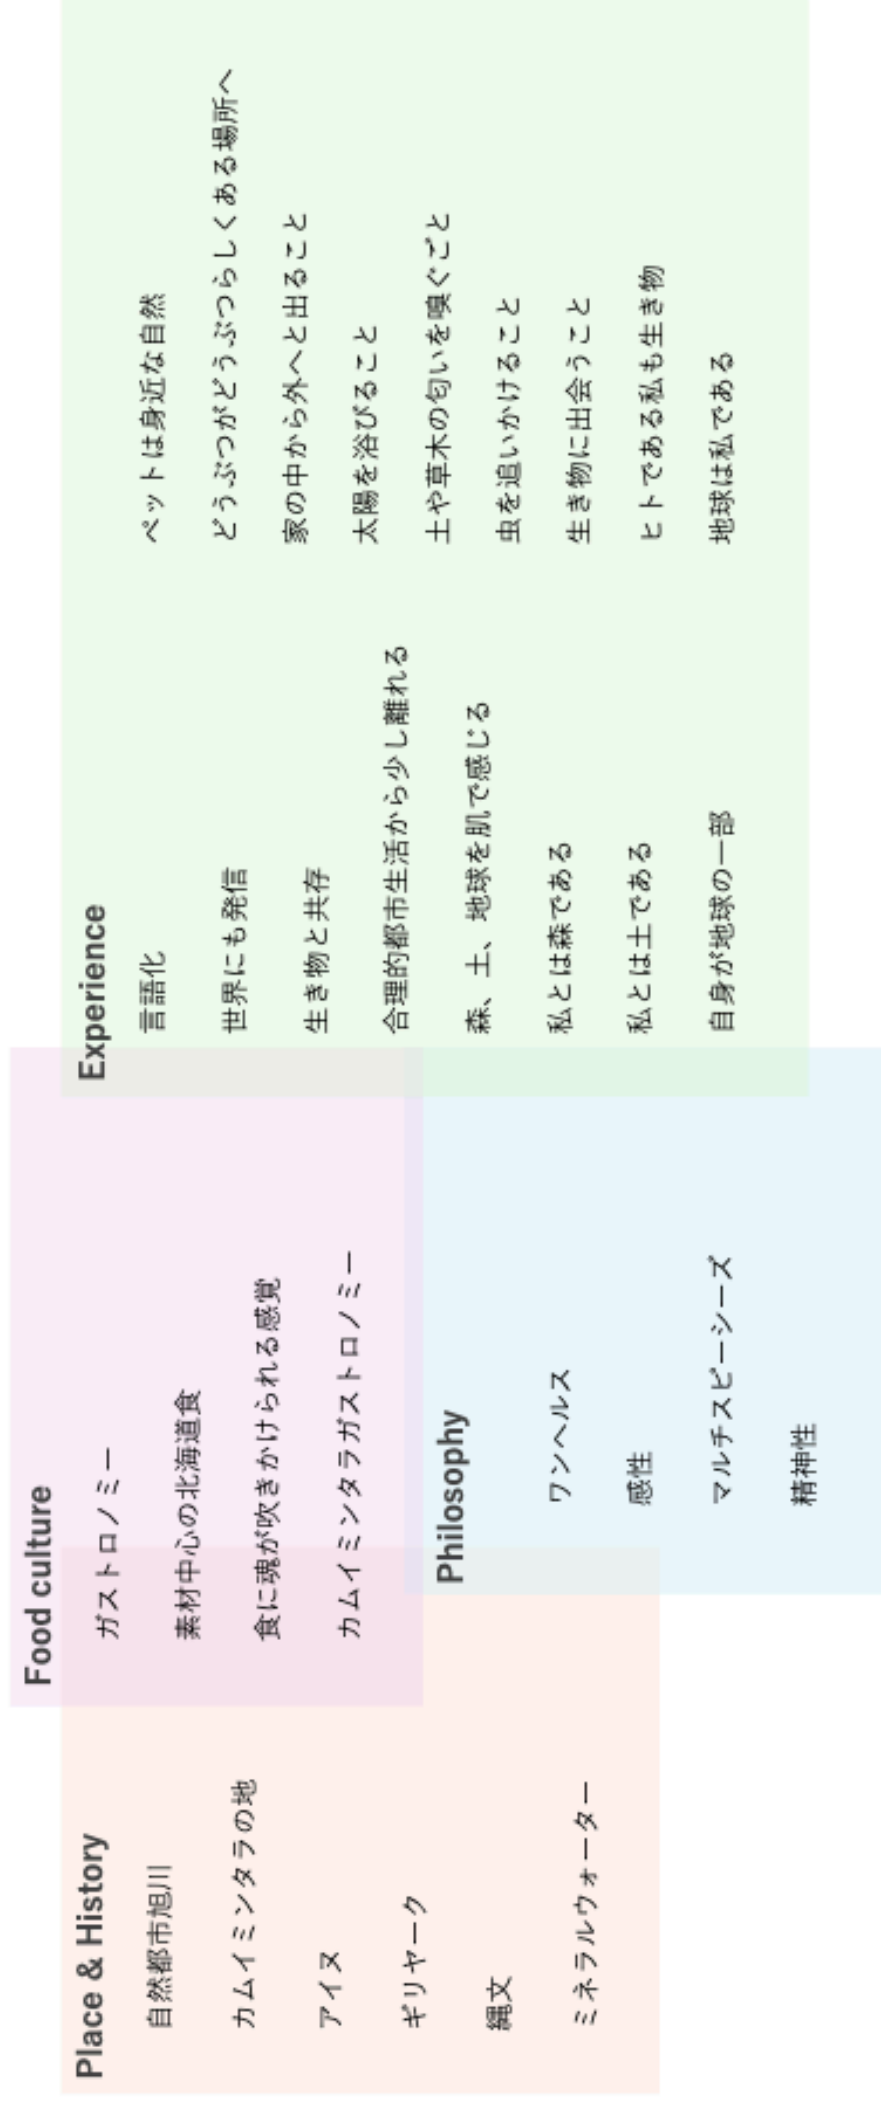 Place & History
自然都市旭川
カムイミンタラの地
アイヌ
ギリヤーク
縄文
ミネラルウォーター
Food culture
ガストロノミー
素材中心の北海道食
食に魂が吹きかけられる感覚
カムイミンタラガストロノミー
Philosophy
ワンヘルス
感性
マルチスピーシーズ
精神性
Experience
言語化
世界にも発信
生き物と共存
合理的都市生活から少し離れる
森、土、地球を肌で感じる
私とは森である
私とは土である
自身が地球の一部
ペットは身近な自然
どうぶつがどうぶつらしくある場所へ
家の中から外へと出ること
太陽を浴びること
土や草木の匂いを嗅ぐごと
虫を追いかけること
生き物に出会うこと
ヒトである私も生き物
地球は私である